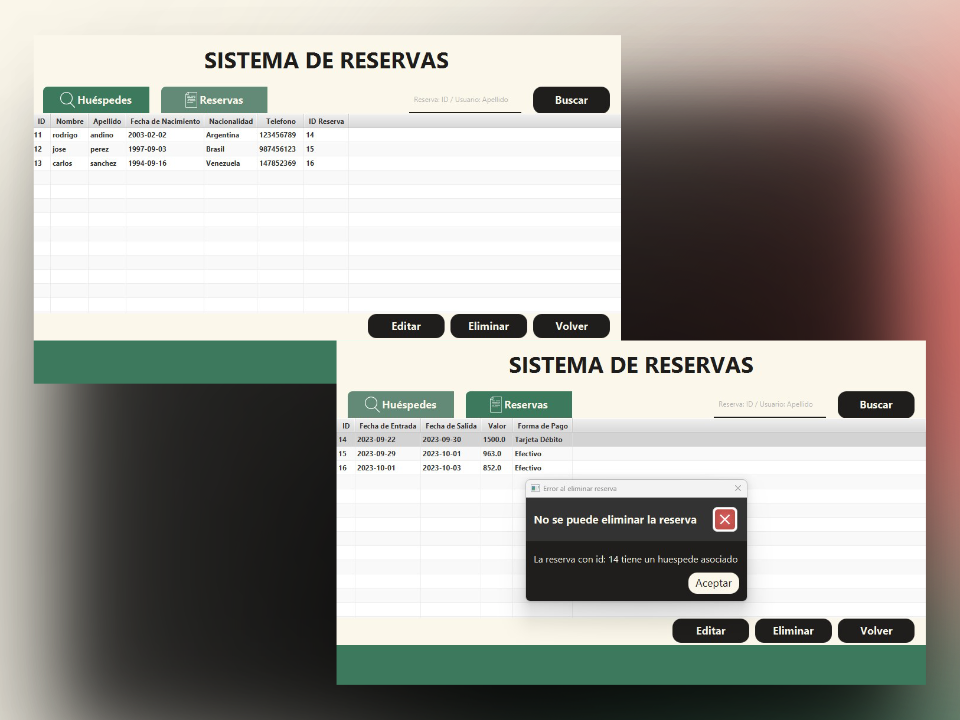 SISTEMA DE RESERVAS
Huéspedes Reservas Reserva: ID / Usuario: Apellido Buscar
ID Nombre Apellido Fecha de Nacimiento Nacionalidad Telefono ID Reserva
11 rodrigo andino 2003-02-02 Argentina 123456789 14
12 jose perez 1997-09-03 Brasil 987456123 15
13 carlos sanchez 1994-09-16 Venezuela 147852369 16
Editar Eliminar Volver
SISTEMA DE RESERVAS
Huéspedes Reservas Reserva: ID / Usuario: Apellido Buscar
ID Fecha de Entrada Fecha de Salida Valor Forma de Pago
14 2023-09-22 2023-09-30 1500.0 Tarjeta Débito
15 2023-09-29 2023-10-01 963.0 Efectivo
16 2023-10-01 2023-10-03 852.0 Efectivo
Error al eliminar reserva
No se puede eliminar la reserva
La reserva con id: 14 tiene un huespede asociado
Aceptar
Editar Eliminar Volver